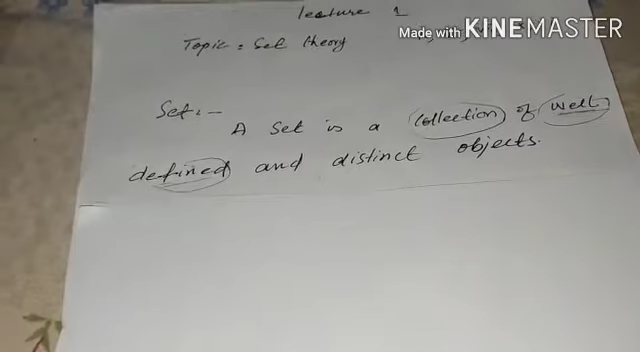 lecture 1
Made with KINEMASTER
Topic: Set theory
Set:-
A set is a collection of well
defined and distinct objects.